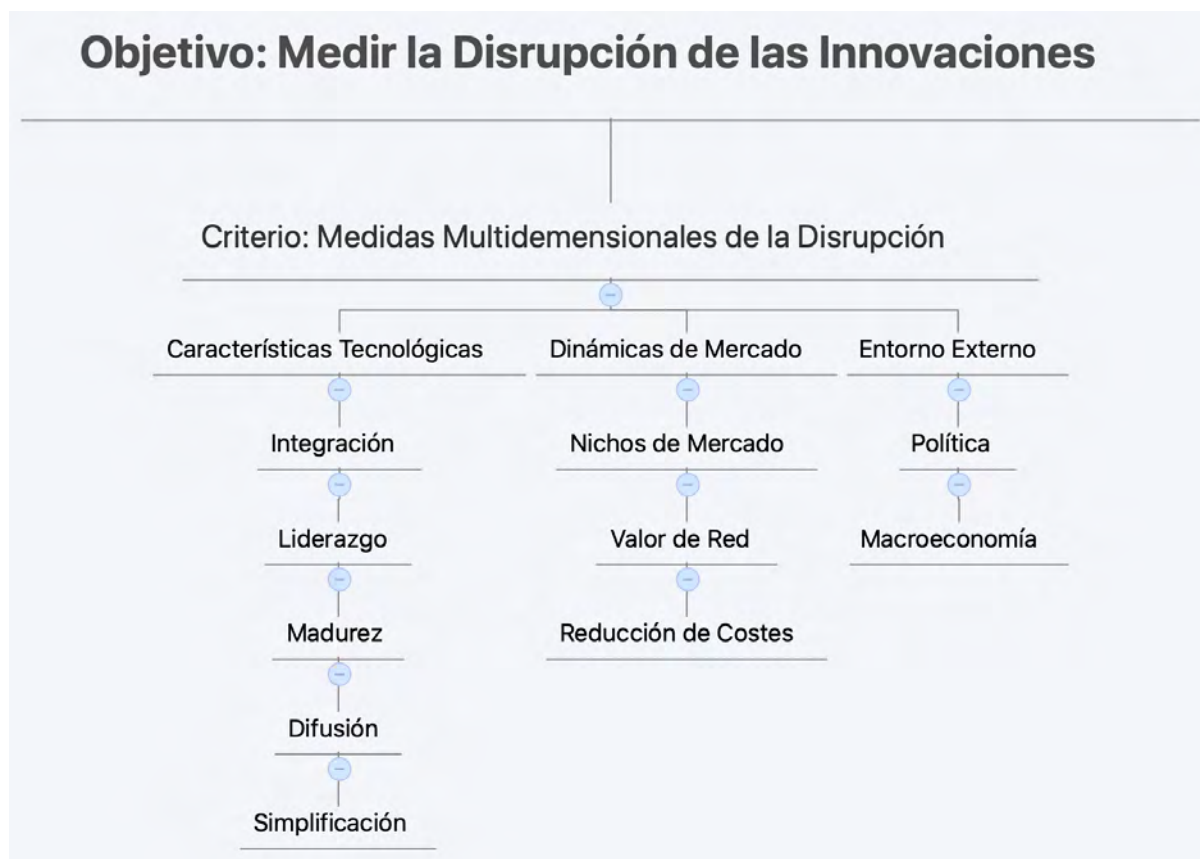 Objetivo: Medir la Disrupción de las Innovaciones
Criterio: Medidas Multidemensionales de la Disrupción
Características Tecnológicas
Dinámicas de Mercado
Entorno Externo
Integración
Nichos de Mercado
Política
Liderazgo
Valor de Red
Macroeconomía
Madurez
Reducción de Costes
Difusión
Simplificación